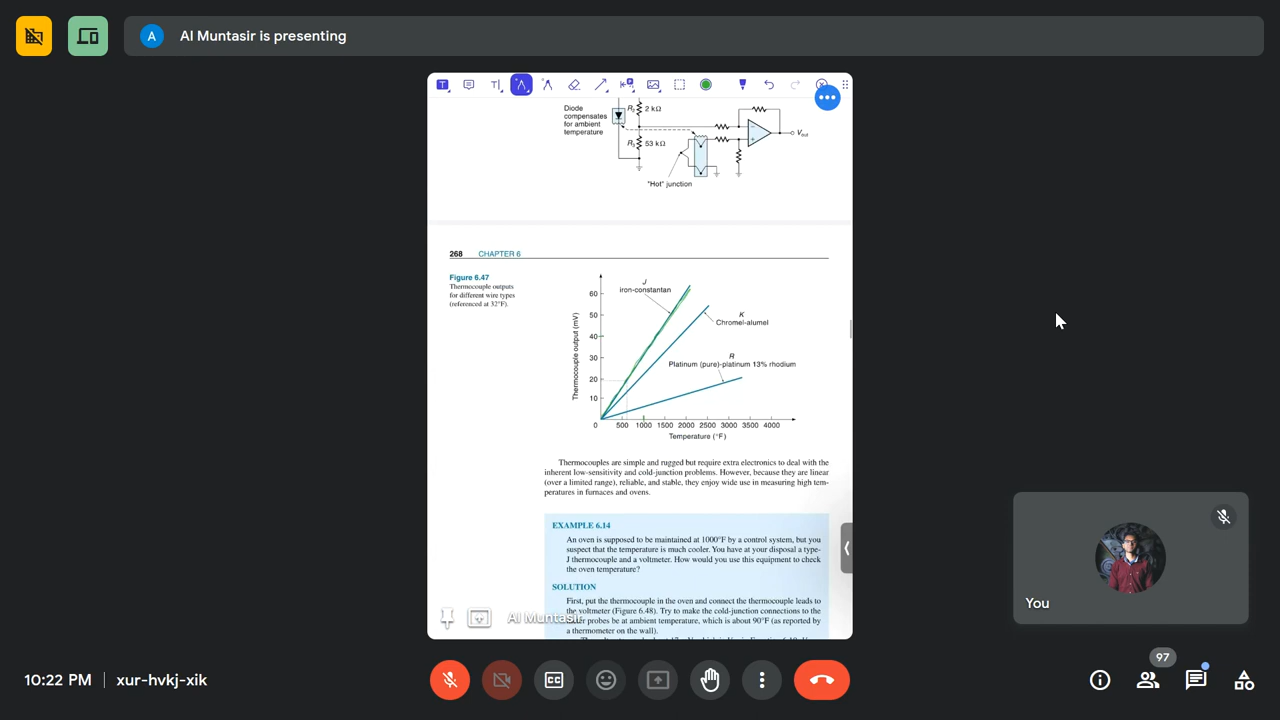 Al Muntasir is presenting
Diode
compensates
for ambient
temperature
2 kΩ
R3 53 kΩ
"Hot" junction
268 CHAPTER 6
Figure 6.47
Thermocouple outputs
for different wire types
(referenced at 32°F).
Thermocouple output (mV)
60
50
40
30
20
10
0 500 1000 1500 2000 2500 3000 3500 4000
Temperature (°F)
J
iron-constantan
K
Chromel-alumel
R
Platinum (pure)-platinum 13% rhodium
Thermocouples are simple and rugged but require extra electronics to deal with the
inherent low-sensitivity and cold-junction problems. However, because they are linear
(over a limited range), reliable, and stable, they enjoy wide use in measuring high tem-
peratures in furnaces and ovens.
EXAMPLE 6.14
An oven is supposed to be maintained at 1000°F by a control system, but you
suspect that the temperature is much cooler. You have at your disposal a type-
J thermocouple and a voltmeter. How would you use this equipment to check
the oven temperature?
SOLUTION
First, put the thermocouple in the oven and connect the thermocouple leads to
the voltmeter (Figure 6.48). Try to make the cold-junction connections to the
probes be at ambient temperature, which is about 90°F (as reported by
a thermometer on the wall).
Al Muntasir
You
10:22 PM | xur-hvkj-xik
97